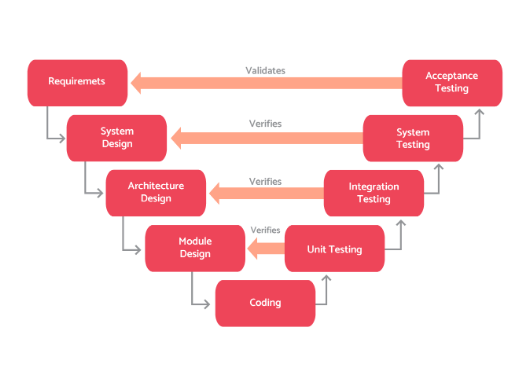 Validates
Requiremets
Acceptance
Testing
Verifies
System
Design
System
Testing
Verifies
Architecture
Design
Integration
Testing
Verifies
Module
Design
Unit Testing
Coding